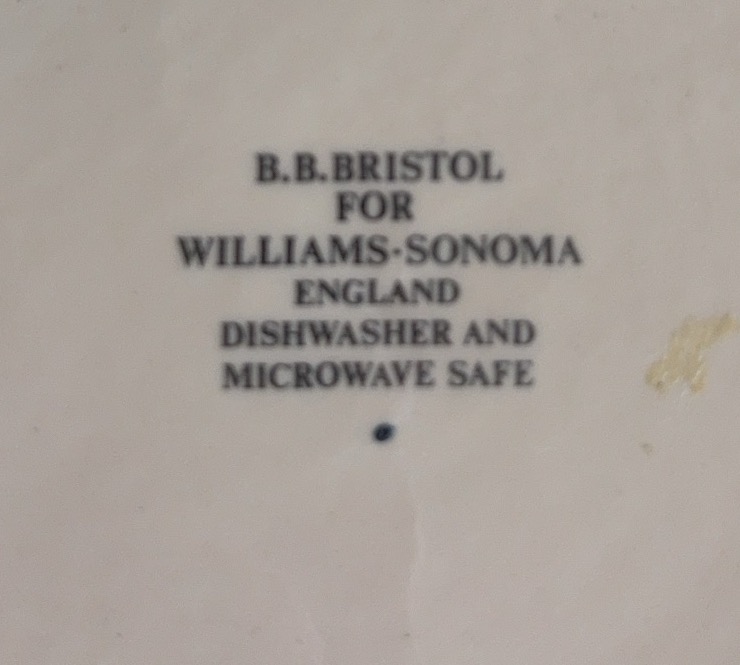 B.B.BRISTOL
FOR
WILLIAMS·SONOMA
ENGLAND
DISHWASHER AND
MICROWAVE SAFE